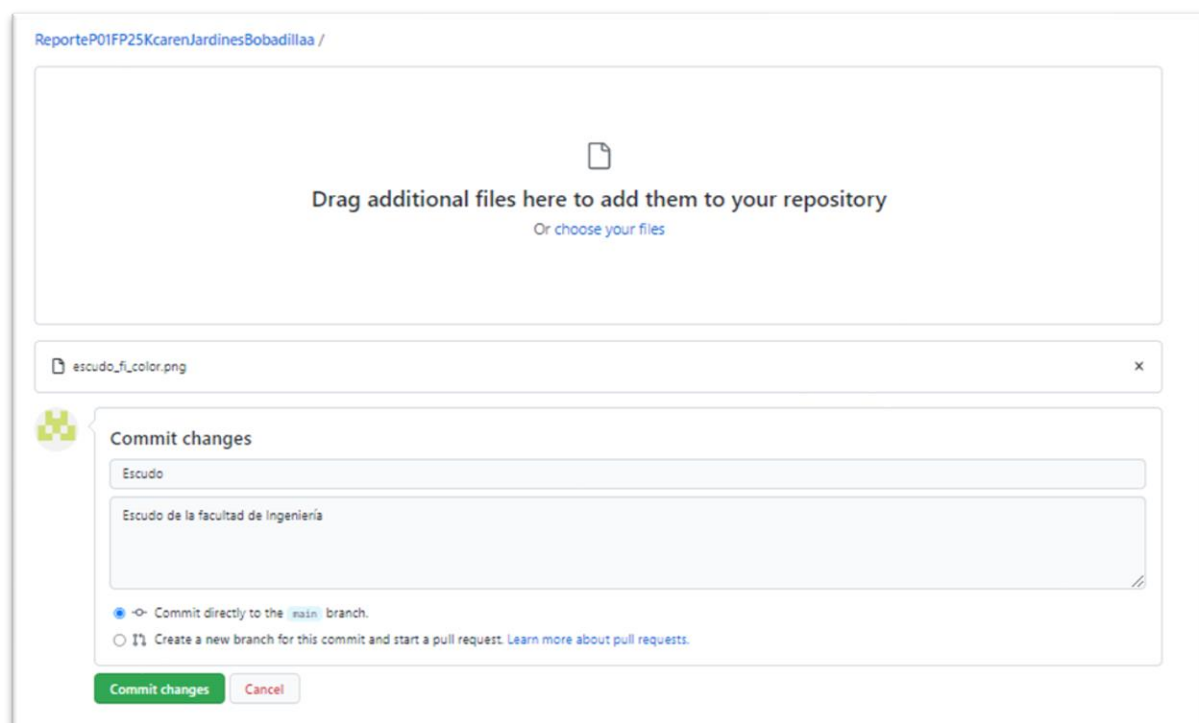 ReporteP01FP25KcarenJardinesBobadillaa /
Drag additional files here to add them to your repository
Or choose your files
escudo_fi_color.png
Commit changes
Escudo
Escudo de la facultad de Ingeniería
Commit directly to the main branch.
Create a new branch for this commit and start a pull request. Learn more about pull requests.
Commit changes Cancel